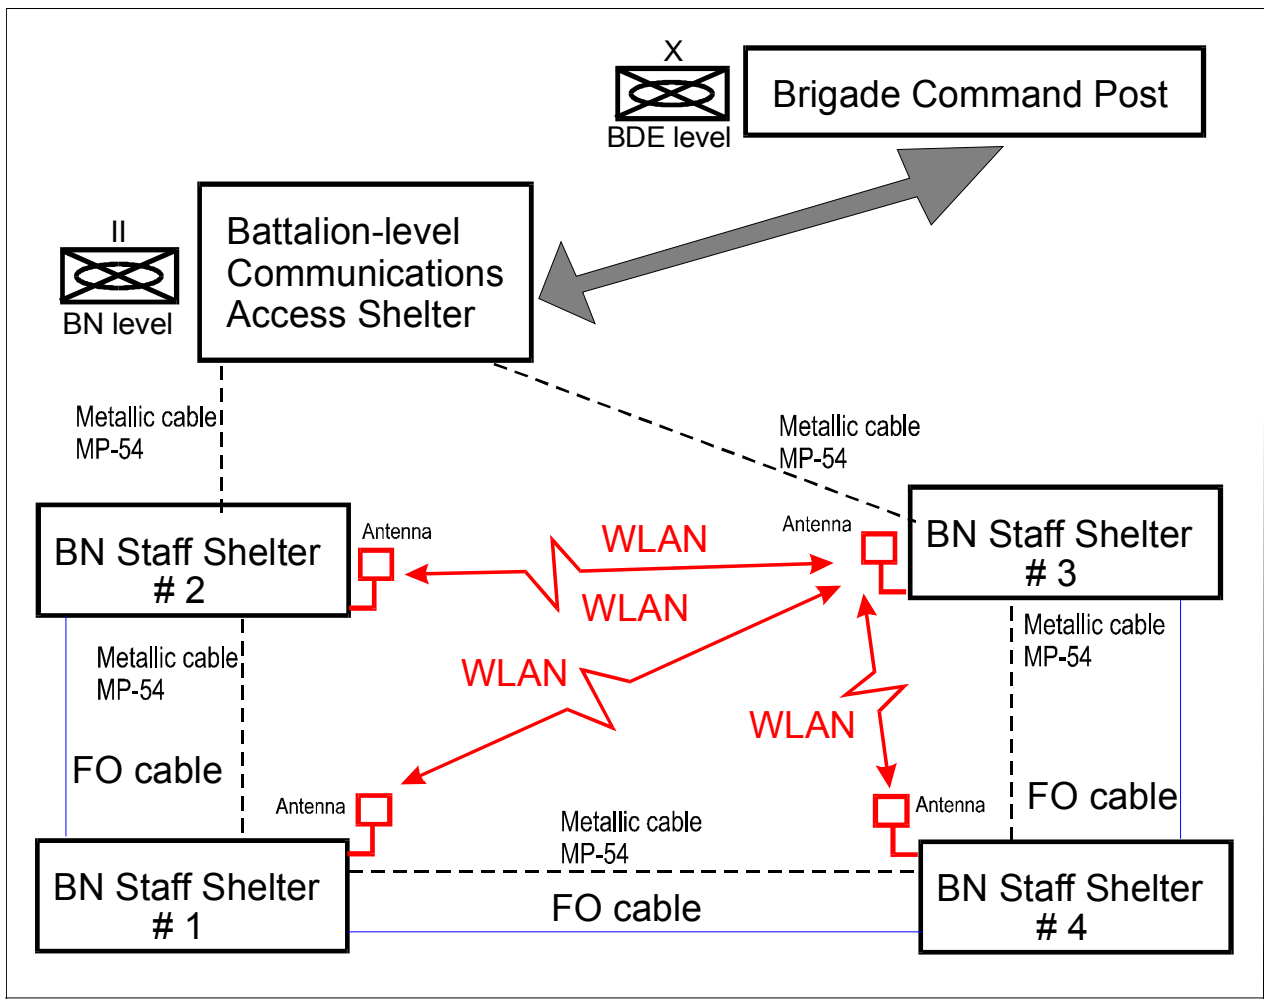 X
Brigade Command Post
BDE level
II
Battalion-level
Communications
Access Shelter
BN level
Metallic cable
MP-54
Metallic cable
MP-54
BN Staff Shelter
# 2
Antenna
WLAN
WLAN
Antenna
BN Staff Shelter
# 3
Metallic cable
MP-54
WLAN
WLAN
Metallic cable
MP-54
FO cable
FO cable
Antenna
Metallic cable
MP-54
Antenna
BN Staff Shelter
# 1
FO cable
BN Staff Shelter
# 4